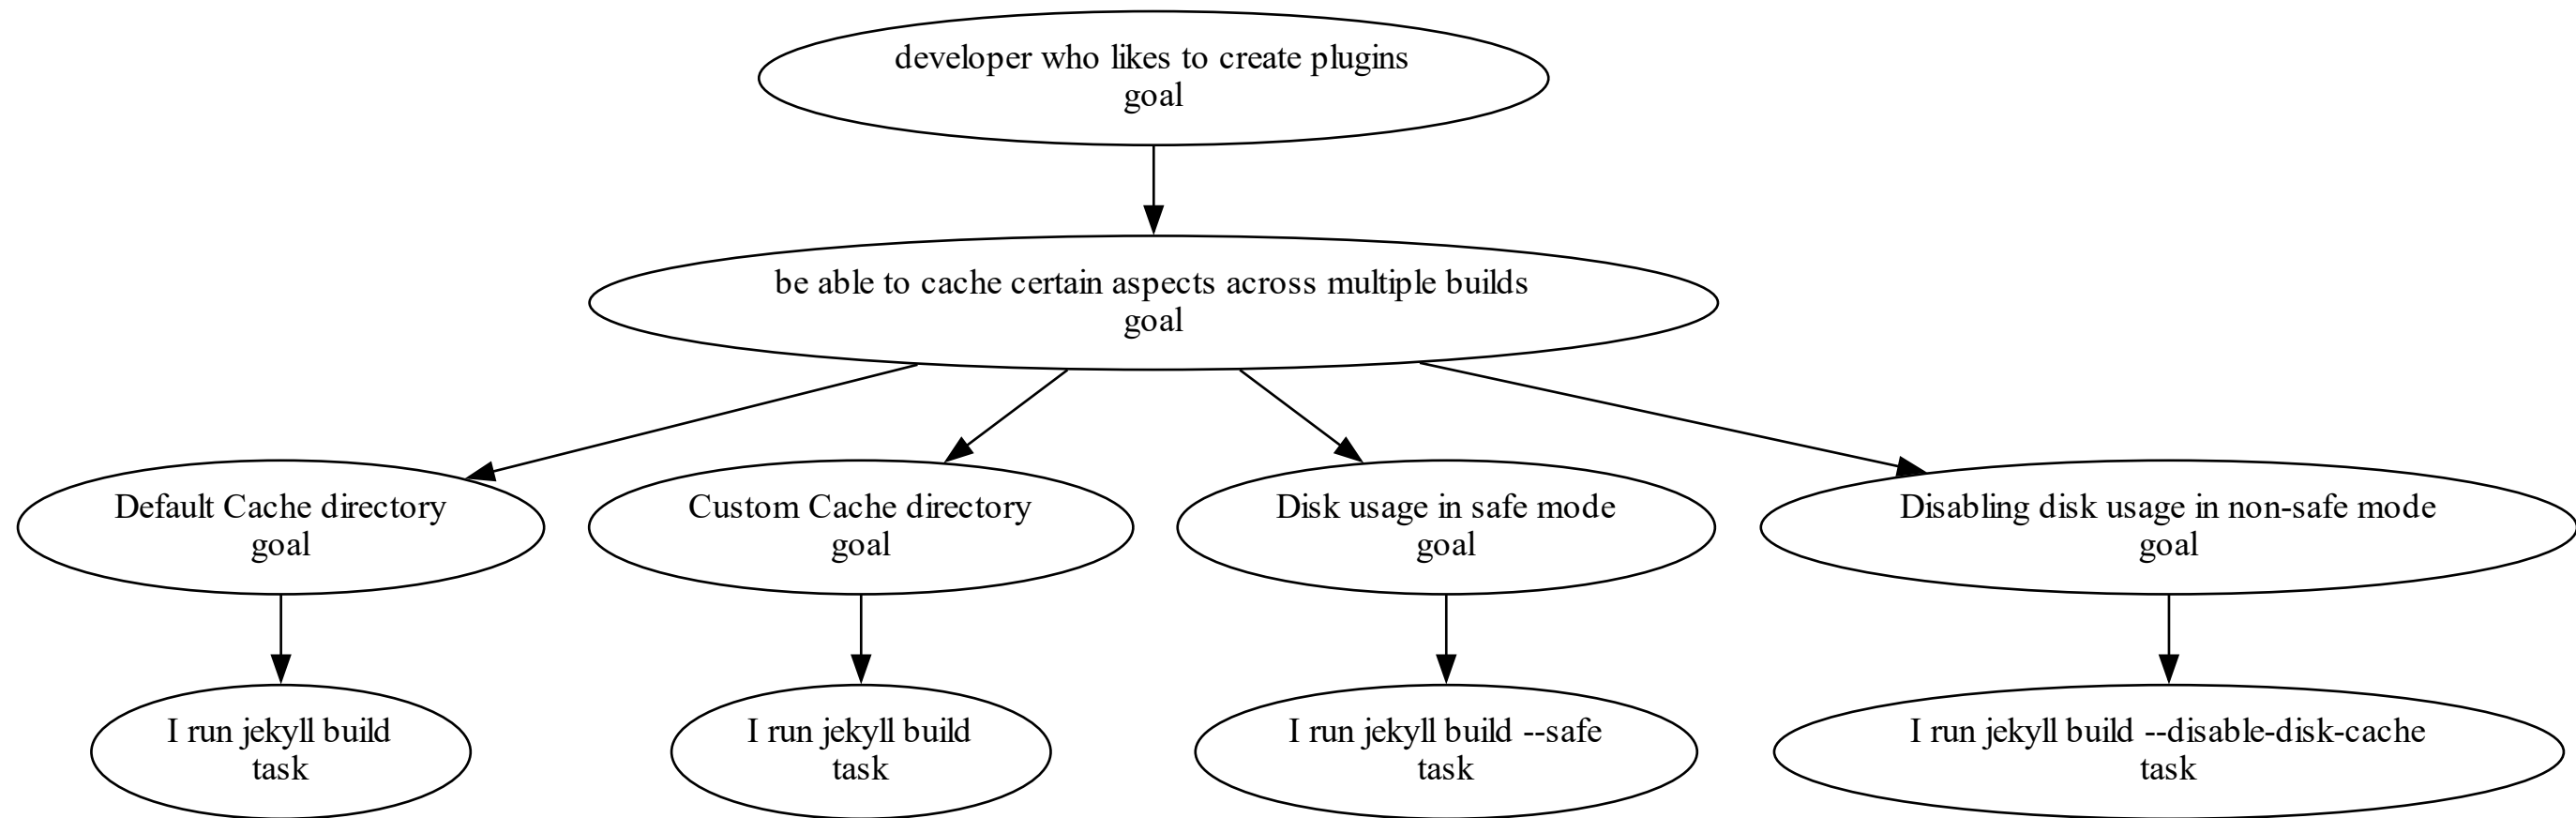 developer who likes to create plugins
goal
be able to cache certain aspects across multiple builds
goal
Default Cache directory
goal
Custom Cache directory
goal
Disk usage in safe mode
goal
Disabling disk usage in non-safe mode
goal
I run jekyll build
task
I run jekyll build
task
I run jekyll build --safe
task
I run jekyll build --disable-disk-cache
task